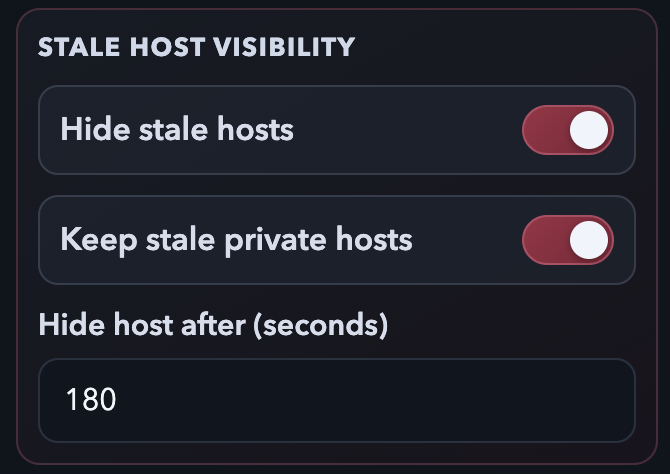 STALE HOST VISIBILITY
Hide stale hosts
Keep stale private hosts
Hide host after (seconds)
180